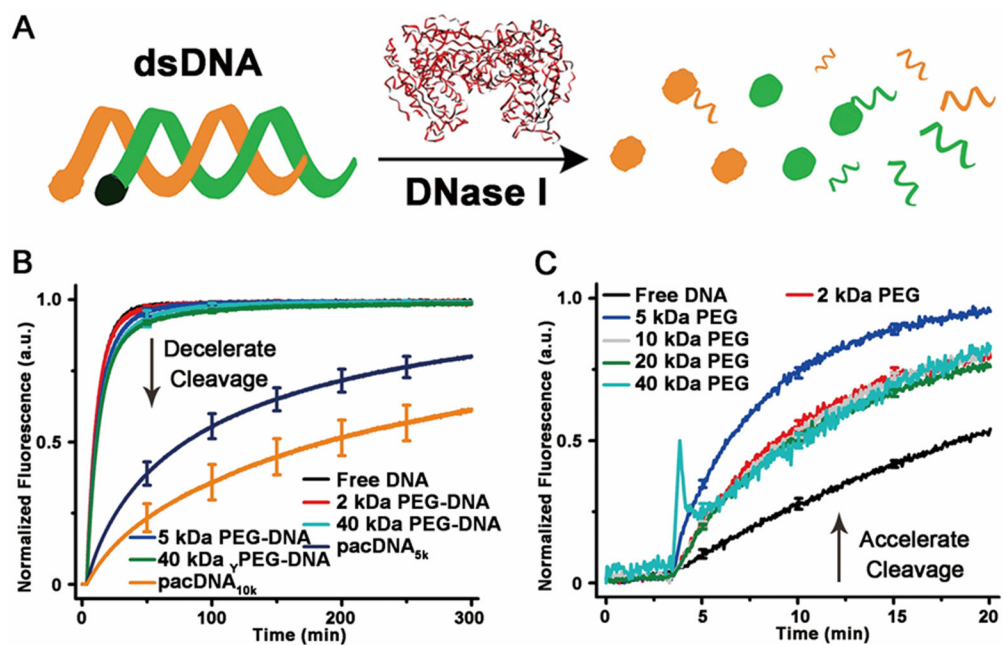 A
dsDNA
DNase I
B
Normalized Fluorescence (a.u.)
1.0
0.5
0
Decelerate
Cleavage
Free DNA
2 kDa PEG-DNA
5 kDa PEG-DNA
40 kDa PEG-DNA
40 kDa YPEG-DNA
pacDNA5k
pacDNA10k
0
100
200
300
Time (min)
C
Normalized Fluorescence (a.u.)
1.0
0.5
0
Free DNA
2 kDa PEG
5 kDa PEG
10 kDa PEG
20 kDa PEG
40 kDa PEG
Accelerate
Cleavage
0
5
10
15
20
Time (min)